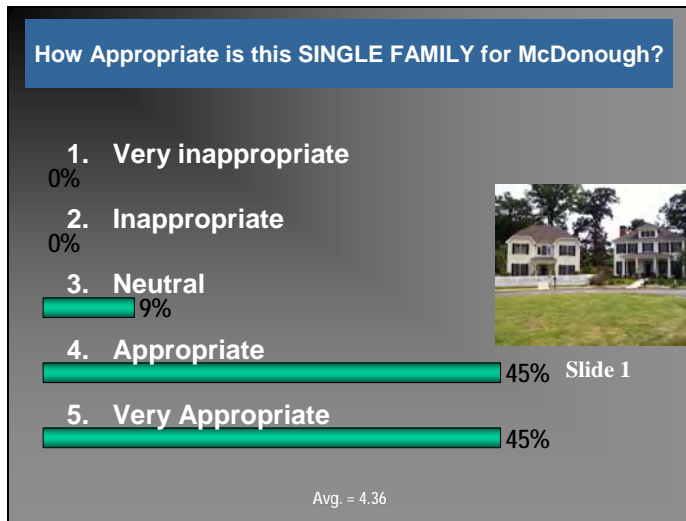 How Appropriate is this SINGLE FAMILY for McDonough?
1. Very inappropriate
0%
2. Inappropriate
0%
3. Neutral
9%
4. Appropriate
45% Slide 1
5. Very Appropriate
45%
Avg. = 4.36